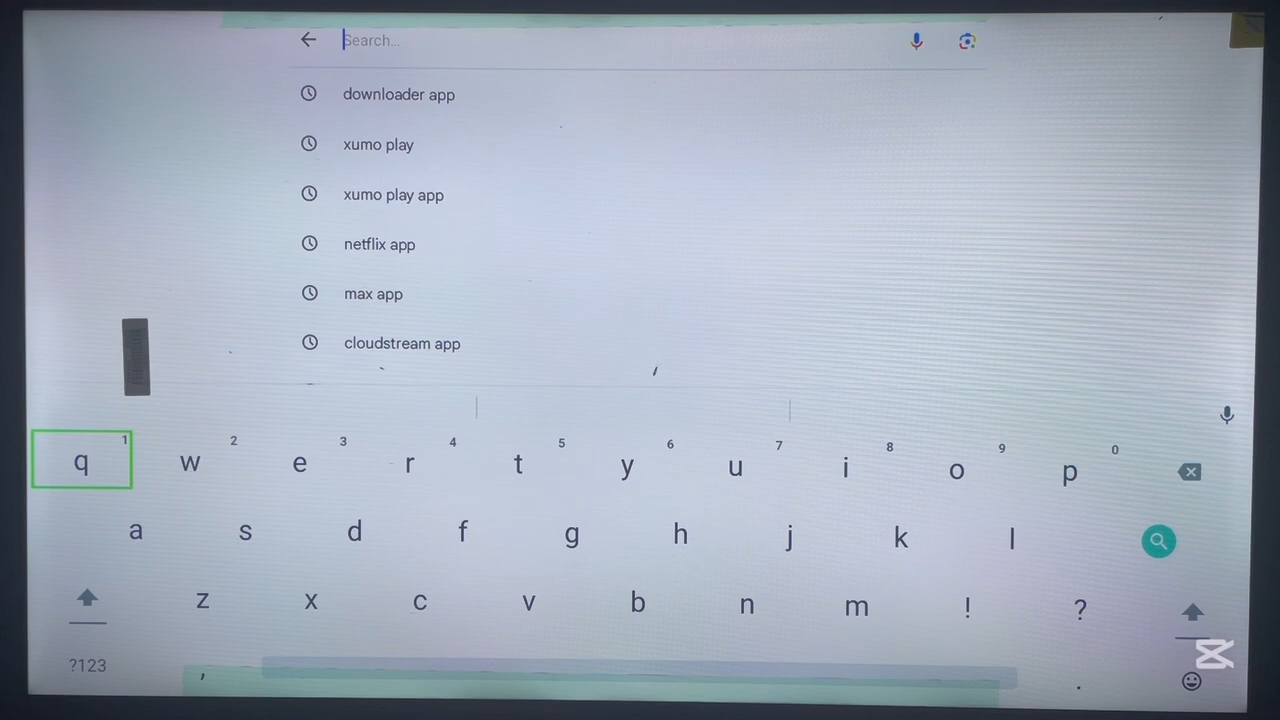 Search...
downloader app
xumo play
xumo play app
netflix app
max app
cloudstream app
1 2 3 4 5 6 7 8 9 0
q w e r t y u i o p
a s d f g h j k l
z x c v b n m ! ?
?123 , .